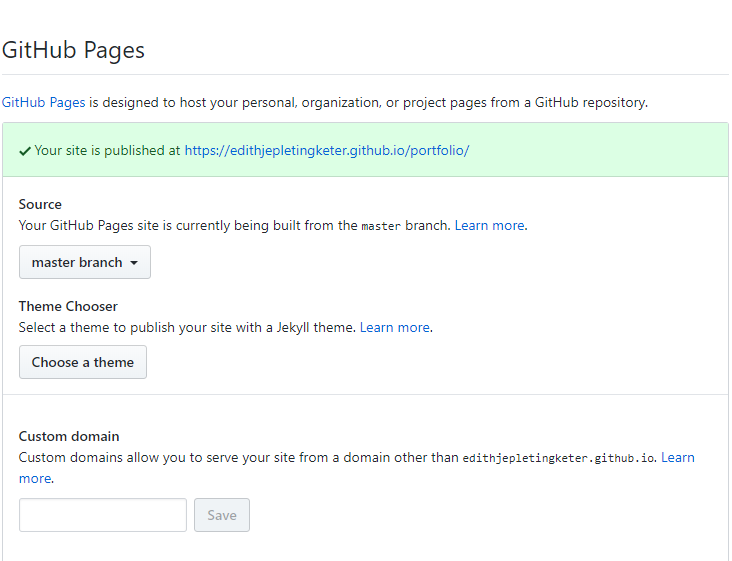 GitHub Pages
GitHub Pages is designed to host your personal, organization, or project pages from a GitHub repository.
Your site is published at https://edithjepletingketer.github.io/portfolio/
Source
Your GitHub Pages site is currently being built from the master branch. Learn more.
master branch
Theme Chooser
Select a theme to publish your site with a Jekyll theme. Learn more.
Choose a theme
Custom domain
Custom domains allow you to serve your site from a domain other than edithjepletingketer.github.io. Learn
more.
Save